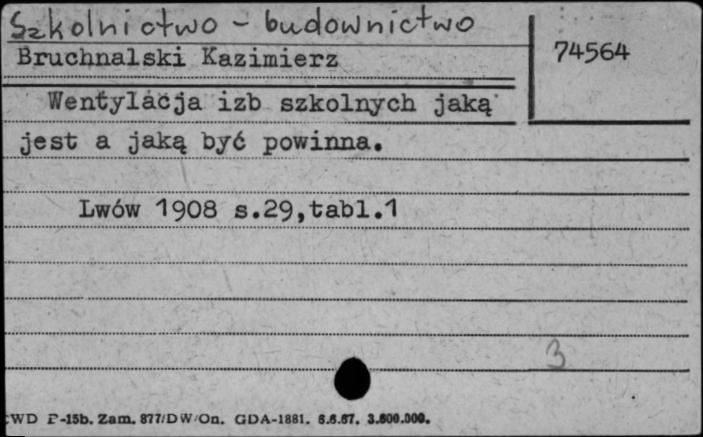 Szkolnictwo - budownictwo
Bruchnalski Kazimierz
74564
Wentylacja izb szkolnych jaką
jest a jaką być powinna.
Lwów 1908 s.29,tabl.1
3
WD P-15b. Zam. 877/DW/On. GDA-1881. 8.6.67. 3.600.000.